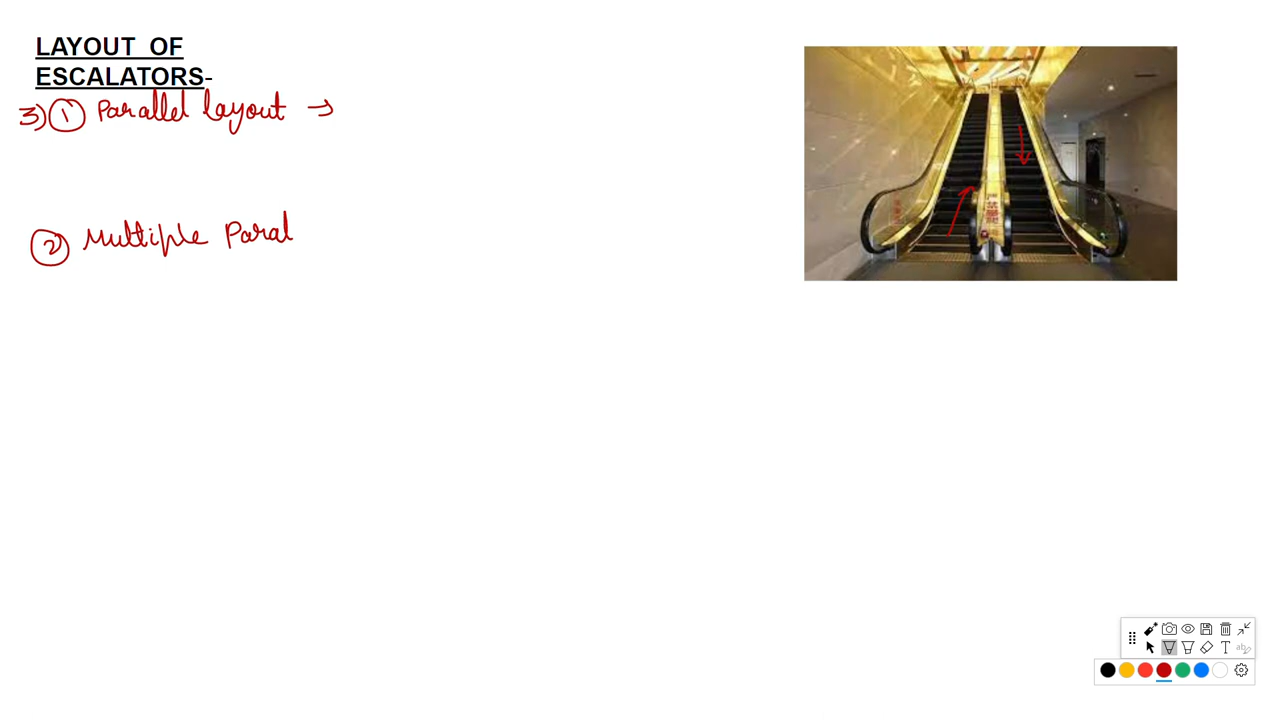 LAYOUT OF
ESCALATORS-
3) ① Parallel layout →
② Multiple Paral